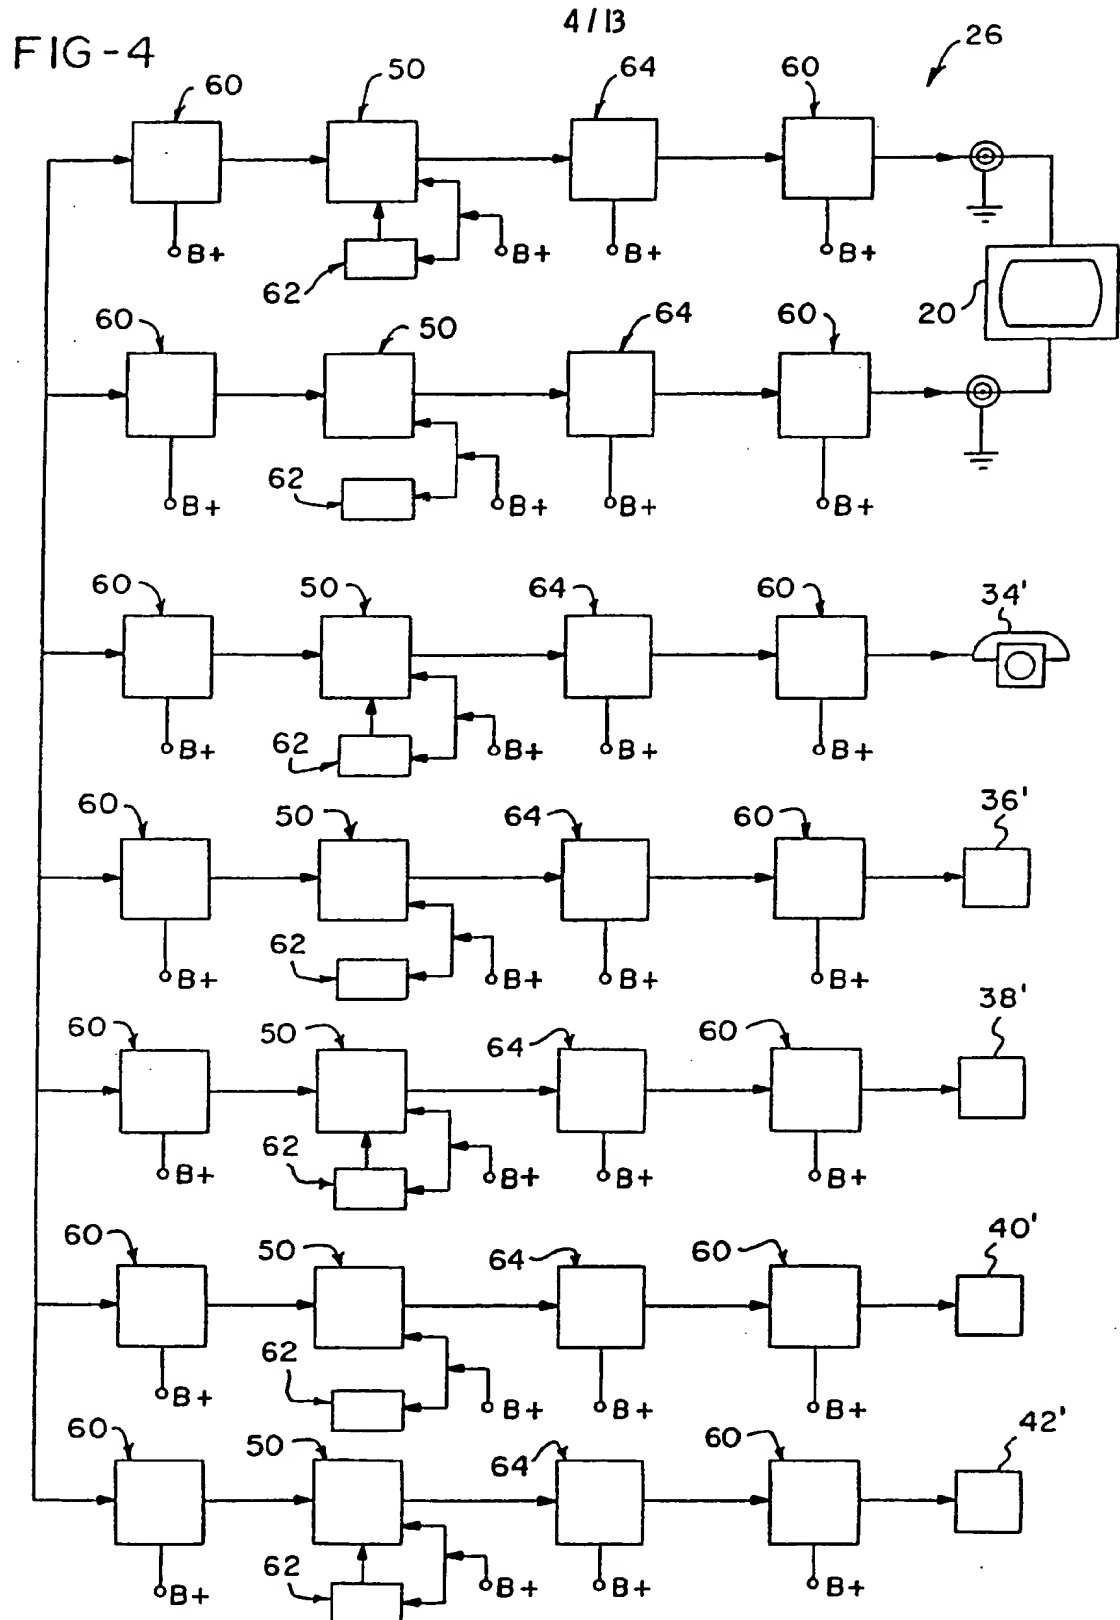 4/13
FIG-4
26
60 50 64 60
B+ B+ B+ B+
62
20
60 50 64 60
62
B+ B+ B+ B+
60 50 64 60 34'
62
B+ B+ B+ B+
60 50 64 60 36'
62
B+ B+ B+ B+
60 50 64 60 38'
62
B+ B+ B+ B+
60 50 64 60 40'
62
B+ B+ B+ B+
60 50 64 60 42'
62
B+ B+ B+ B+